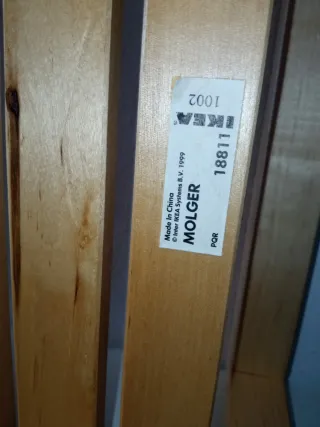 Made in China
© Inter IKEA Systems B.V. 1999
MOLGER
PQR
18811
IKEA
1002